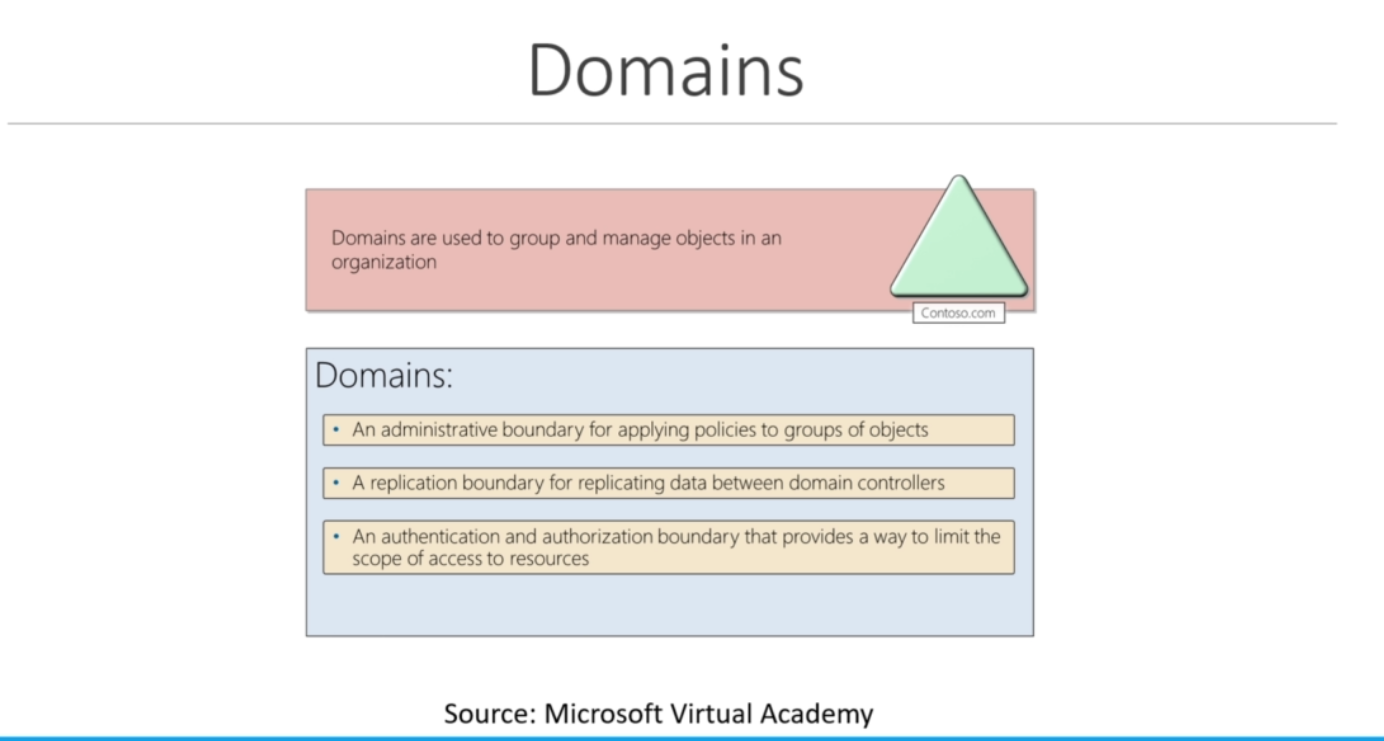 Domains
Domains are used to group and manage objects in an
organization
Contoso.com
Domains:
• An administrative boundary for applying policies to groups of objects
• A replication boundary for replicating data between domain controllers
• An authentication and authorization boundary that provides a way to limit the
scope of access to resources
Source: Microsoft Virtual Academy